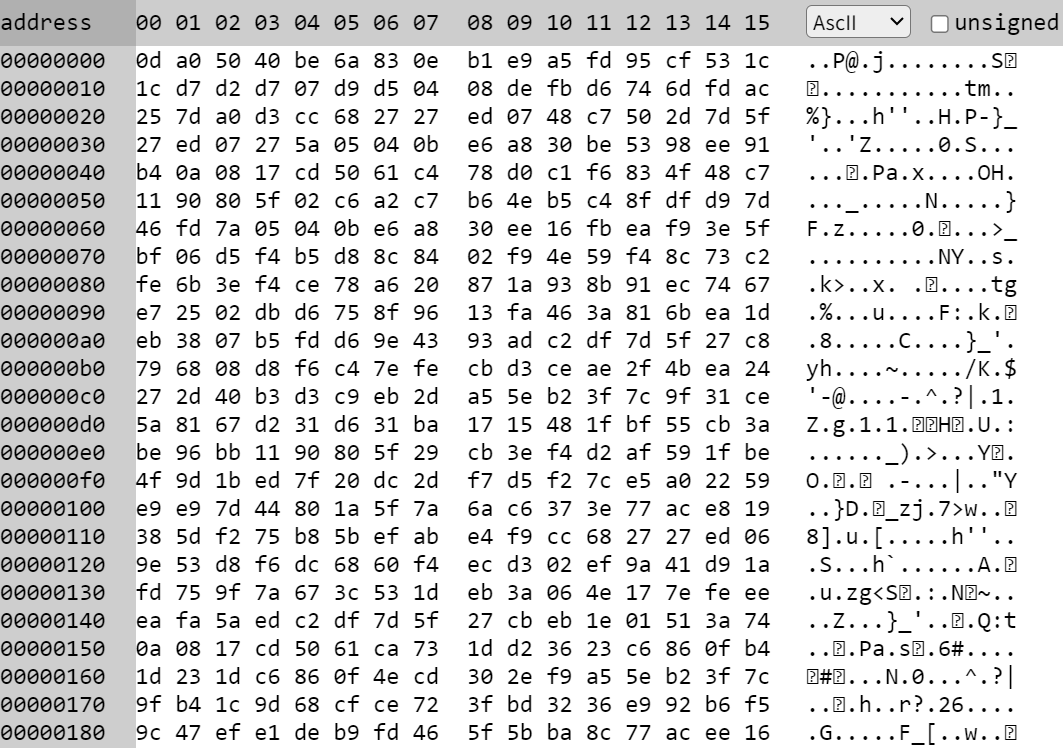 address 00 01 02 03 04 05 06 07 08 09 10 11 12 13 14 15 AscII unsigned
00000000 0d a0 50 40 be 6a 83 0e b1 e9 a5 fd 95 cf 53 1c ..P@.j........S
00000010 1c d7 d2 d7 07 d9 d5 04 08 de fb d6 74 6d fd ac ...........tm..
00000020 25 7d a0 d3 cc 68 27 27 ed 07 48 c7 50 2d 7d 5f %}...h''..H.P-}_
00000030 27 ed 07 27 5a 05 04 0b e6 a8 30 be 53 98 ee 91 '..'Z.....0.S...
00000040 b4 0a 08 17 cd 50 61 c4 78 d0 c1 f6 83 4f 48 c7 ....Pa.x....OH.
00000050 11 90 80 5f 02 c6 a2 c7 b6 4e b5 c4 8f df d9 7d ..._.....N.....}
00000060 46 fd 7a 05 04 0b e6 a8 30 ee 16 fb ea f9 3e 5f F.z.....0....>_
00000070 bf 06 d5 f4 b5 d8 8c 84 02 f9 4e 59 f4 8c 73 c2 ..........NY..s.
00000080 fe 6b 3e f4 ce 78 a6 20 87 1a 93 8b 91 ec 74 67 .k>..x. .....tg
00000090 e7 25 02 db d6 75 8f 96 13 fa 46 3a 81 6b ea 1d .%...u....F:.k.
000000a0 eb 38 07 b5 fd d6 9e 43 93 ad c2 df 7d 5f 27 c8 .8.....C....}_'.
000000b0 79 68 08 d8 f6 c4 7e fe cb d3 ce ae 2f 4b ea 24 yh....~...../K.$
000000c0 27 2d 40 b3 d3 c9 eb 2d a5 5e b2 3f 7c 9f 31 ce '-@....-.^.?|.1.
000000d0 5a 81 67 d2 31 d6 31 ba 17 15 48 1f bf 55 cb 3a Z.g.1.1.H.U.:
000000e0 be 96 bb 11 90 80 5f 29 cb 3e f4 d2 af 59 1f be ......_).>...Y.
000000f0 4f 9d 1b ed 7f 20 dc 2d f7 d5 f2 7c e5 a0 22 59 O.. .-...|.."Y
00000100 e9 e9 7d 44 80 1a 5f 7a 6a c6 37 3e 77 ac e8 19 ..}D._zj.7>w..
00000110 38 5d f2 75 b8 5b ef ab e4 f9 cc 68 27 27 ed 06 8].u.[.....h''..
00000120 9e 53 d8 f6 dc 68 60 f4 ec d3 02 ef 9a 41 d9 1a .S...h`......A.
00000130 fd 75 9f 7a 67 3c 53 1d eb 3a 06 4e 17 7e fe ee .u.zg<S.:.N~..
00000140 ea fa 5a ed c2 df 7d 5f 27 cb eb 1e 01 51 3a 74 ..Z...}_'...Q:t
00000150 0a 08 17 cd 50 61 ca 73 1d d2 36 23 c6 86 0f b4 ...Pa.s.6#....
00000160 1d 23 1d c6 86 0f 4e cd 30 2e f9 a5 5e b2 3f 7c #...N.0...^.?|
00000170 9f b4 1c 9d 68 cf ce 72 3f bd 32 36 e9 92 b6 f5 ...h..r?.26....
00000180 9c 47 ef e1 de b9 fd 46 5f 5b ba 8c 77 ac ee 16 .G.....F_[..w..